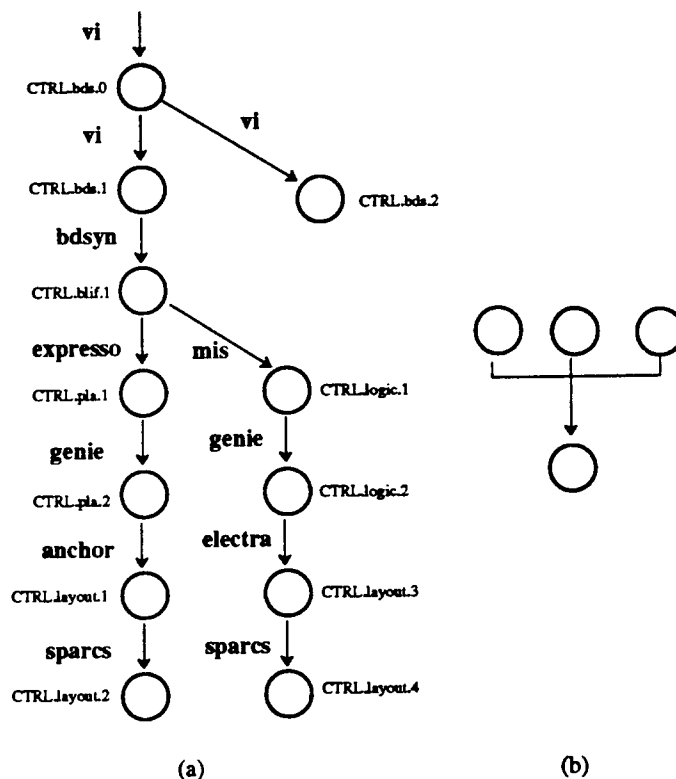 vi
CTRL.bds.0
vi
vi
CTRL.bds.1
CTRL.bds.2
bdsyn
CTRL.blif.1
expresso
mis
CTRL.pla.1
CTRL.logic.1
genie
genie
CTRL.pla.2
CTRL.logic.2
anchor
electra
CTRL.layout.1
CTRL.layout.3
sparcs
sparcs
CTRL.layout.2
CTRL.layout.4
(a)
(b)